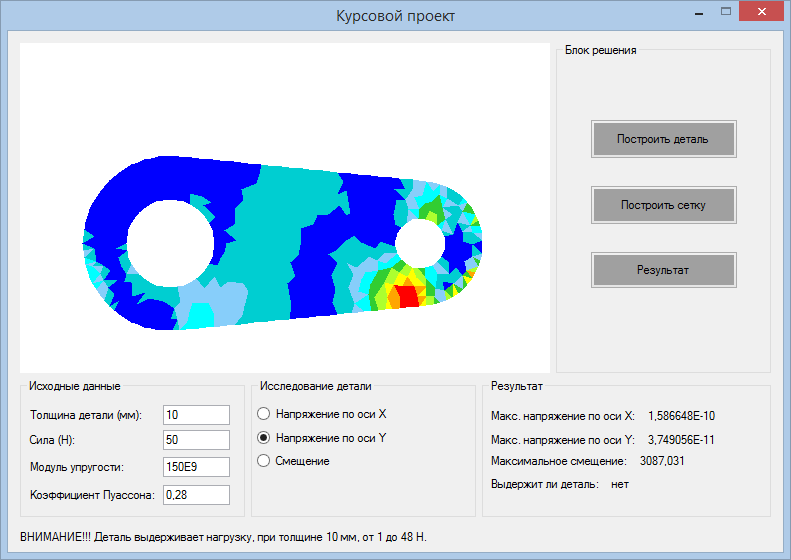 Курсовой проект
Блок решения
Построить деталь
Построить сетку
Результат
Исходные данные
Толщина детали (мм): 10
Сила (Н): 50
Модуль упругости: 150E9
Коэффициент Пуассона: 0,28
Исследование детали
Напряжение по оси X
Напряжение по оси Y
Смещение
Результат
Макс. напряжение по оси X: 1,586648E-10
Макс. напряжение по оси Y: 3,749056E-11
Максимальное смещение: 3087,031
Выдержит ли деталь: нет
ВНИМАНИЕ!!! Деталь выдерживает нагрузку, при толщине 10 мм, от 1 до 48 Н.